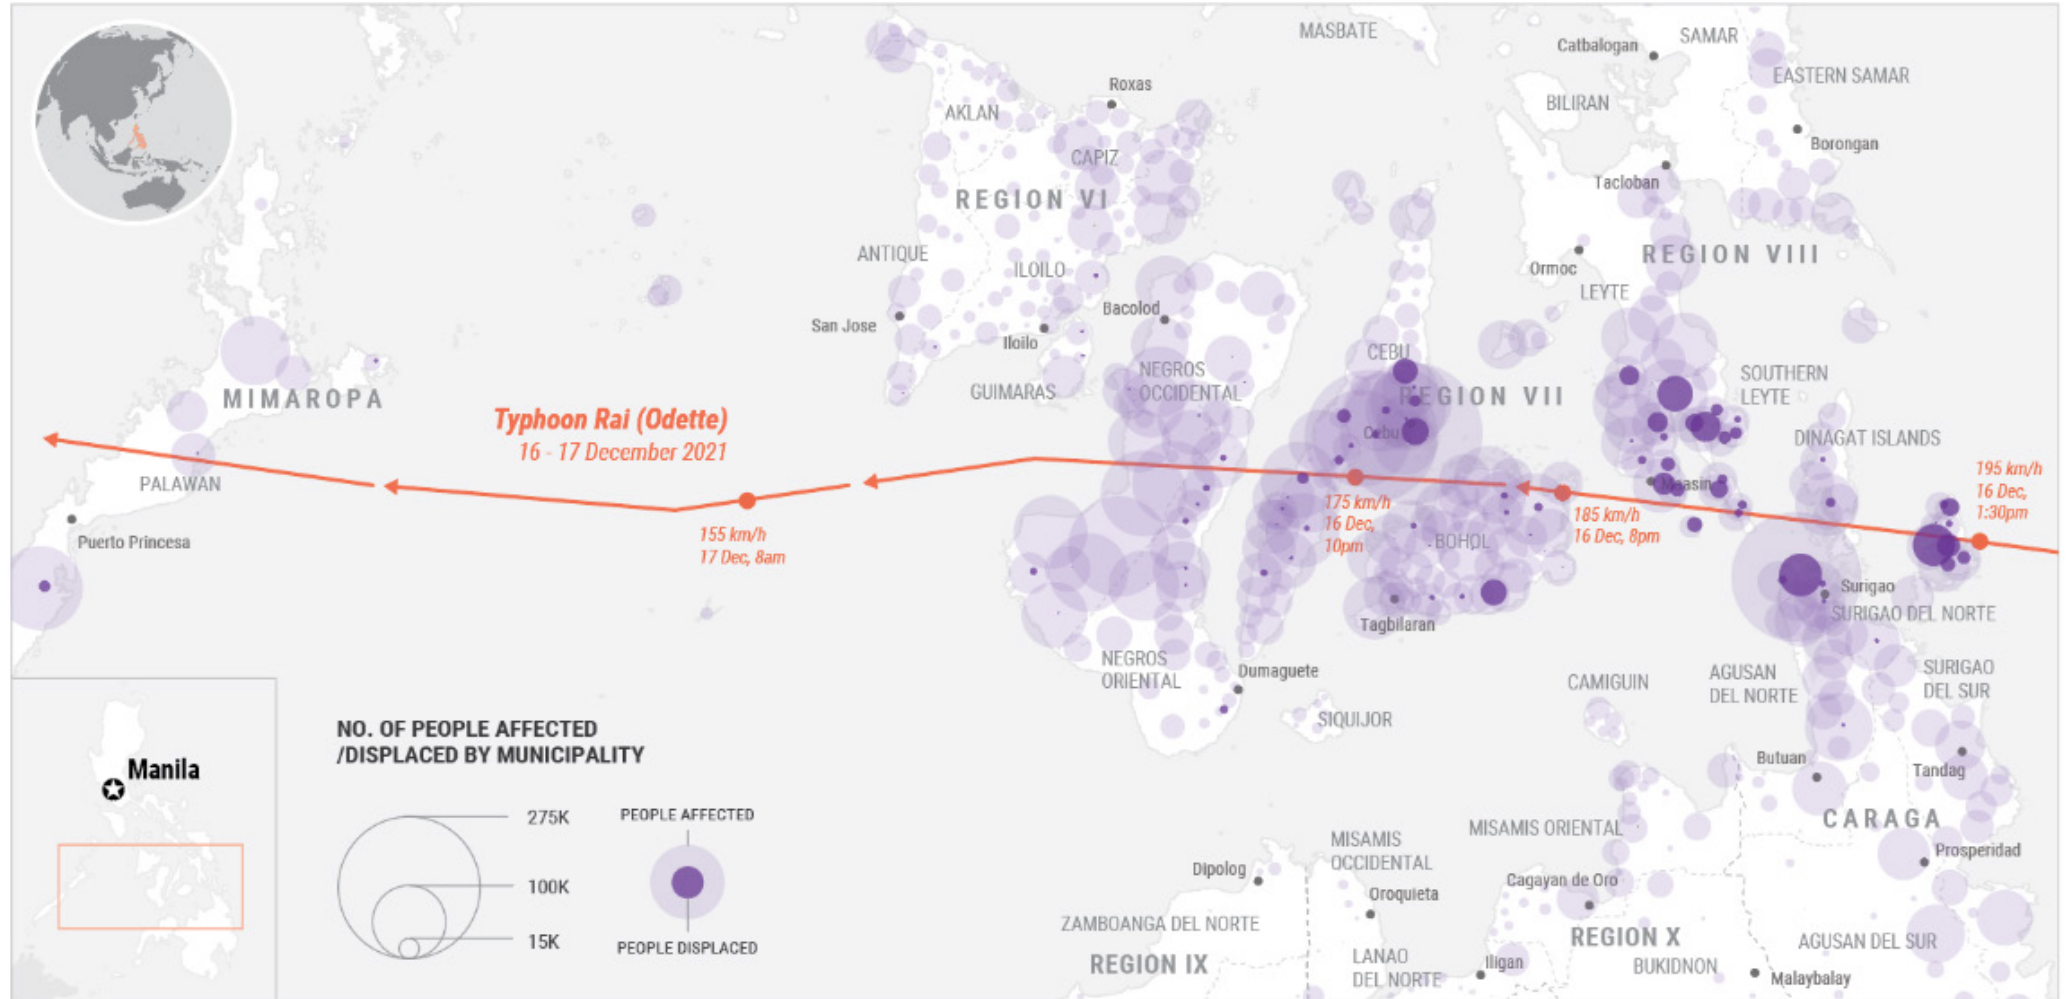 MASBATE
Catbalogan
SAMAR
EASTERN SAMAR
Roxas
BILIRAN
AKLAN
Borongan
CAPIZ
Tacloban
REGION VI
ANTIQUE
REGION VIII
ILOILO
Ormoc
LEYTE
Bacolod
San Jose
Iloilo
CEBU
NEGROS
OCCIDENTAL
SOUTHERN
LEYTE
GUIMARAS
MIMAROPA
REGION VII
Typhoon Rai (Odette)
16 - 17 December 2021
Cebu
DINAGAT ISLANDS
PALAWAN
Maasin
195 km/h
16 Dec,
1:30pm
175 km/h
16 Dec,
10pm
185 km/h
16 Dec, 8pm
155 km/h
17 Dec, 8am
Puerto Princesa
BOHOL
Surigao
SURIGAO DEL NORTE
Tagbilaran
NEGROS
ORIENTAL
Dumaguete
CAMIGUIN
AGUSAN
DEL NORTE
SURIGAO
DEL SUR
SIQUIJOR
NO. OF PEOPLE AFFECTED
/DISPLACED BY MUNICIPALITY
Manila
Butuan
Tandag
275K
100K
15K
PEOPLE AFFECTED
PEOPLE DISPLACED
CARAGA
MISAMIS ORIENTAL
MISAMIS
OCCIDENTAL
Prosperidad
Dipolog
Cagayan de Oro
Oroquieta
ZAMBOANGA DEL NORTE
REGION X
AGUSAN DEL SUR
REGION IX
LANAO
DEL NORTE
Iligan
BUKIDNON
Malaybalay